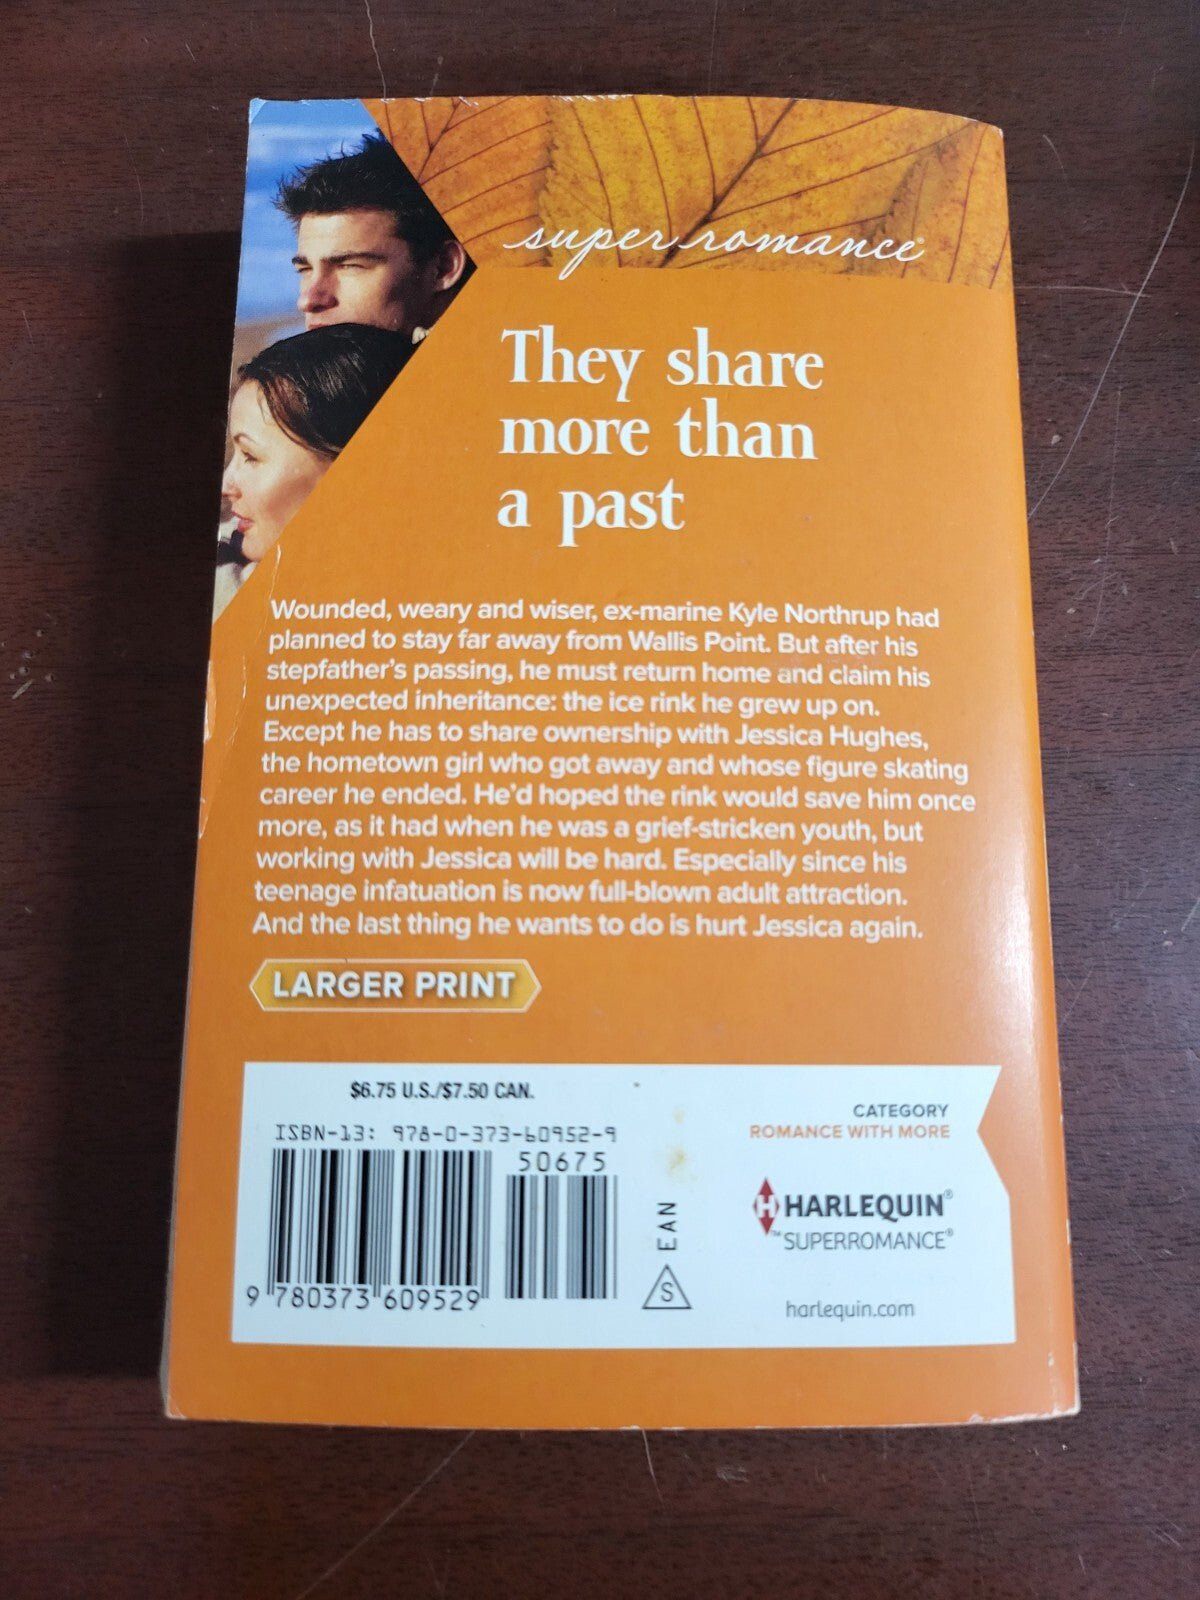 super romance®
They share
more than
a past
Wounded, weary and wiser, ex-marine Kyle Northrup had
planned to stay far away from Wallis Point. But after his
stepfather's passing, he must return home and claim his
unexpected inheritance: the ice rink he grew up on.
Except he has to share ownership with Jessica Hughes,
the hometown girl who got away and whose figure skating
career he ended. He'd hoped the rink would save him once
more, as it had when he was a grief-stricken youth, but
working with Jessica will be hard. Especially since his
teenage infatuation is now full-blown adult attraction.
And the last thing he wants to do is hurt Jessica again.
LARGER PRINT
$6.75 U.S./$7.50 CAN.
ISBN-13: 978-0-373-60952-9
50675
9 780373 609529
EAN
S
CATEGORY
ROMANCE WITH MORE
H HARLEQUIN®
™ SUPERROMANCE®
harlequin.com